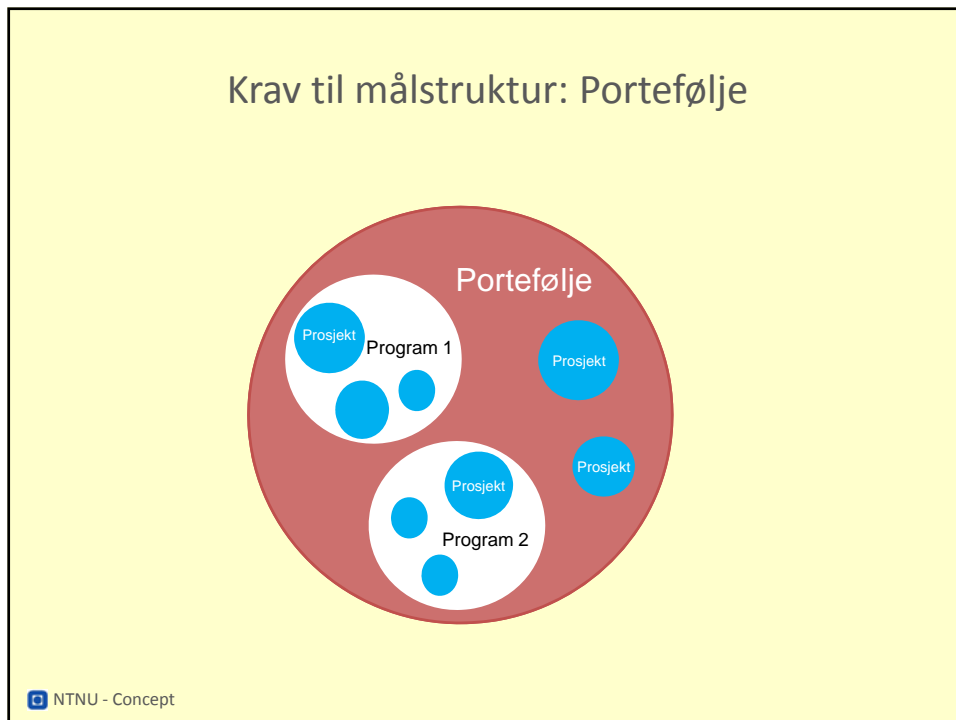 Krav til målstruktur: Portefølje
Portefølje
Prosjekt
Program 1
Prosjekt
Prosjekt
Prosjekt
Program 2
NTNU - Concept